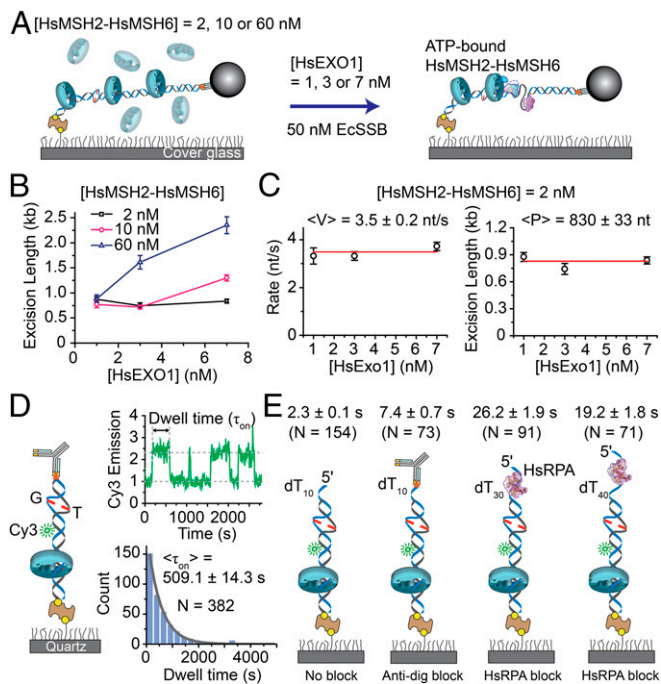 A
[HsMSH2-HsMSH6] = 2, 10 or 60 nM
[HsEXO1]
= 1, 3 or 7 nM
50 nM EcSSB
ATP-bound
HsMSH2-HsMSH6
Cover glass
B
[HsMSH2-HsMSH6]
2 nM
10 nM
60 nM
Excision Length (kb)
2.5
2.0
1.5
1.0
0.5
0.0
0 2 4 6 8
[HsEXO1] (nM)
C
[HsMSH2-HsMSH6] = 2 nM
<V> = 3.5 ± 0.2 nt/s
Rate (nt/s)
4
2
0
1 2 3 4 5 6 7
[HsExo1] (nM)
<P> = 830 ± 33 nt
Excision Length (kb)
1.0
0.5
0.0
1 2 3 4 5 6 7
[HsExo1] (nM)
D
G
T
Cy3
Quartz
Cy3 Emission
Dwell time (τon)
4
3
2
1
0
0 1000 2000
Time (s)
Count
150
100
50
0
<τon> =
509.1 ± 14.3 s
N = 382
0 2000 4000
Dwell time (s)
E
2.3 ± 0.1 s 7.4 ± 0.7 s 26.2 ± 1.9 s 19.2 ± 1.8 s
(N = 154) (N = 73) (N = 91) (N = 71)
5' 5' HsRPA 5' HsRPA
dT10 dT10 dT30 dT40
No block Anti-dig block HsRPA block HsRPA block